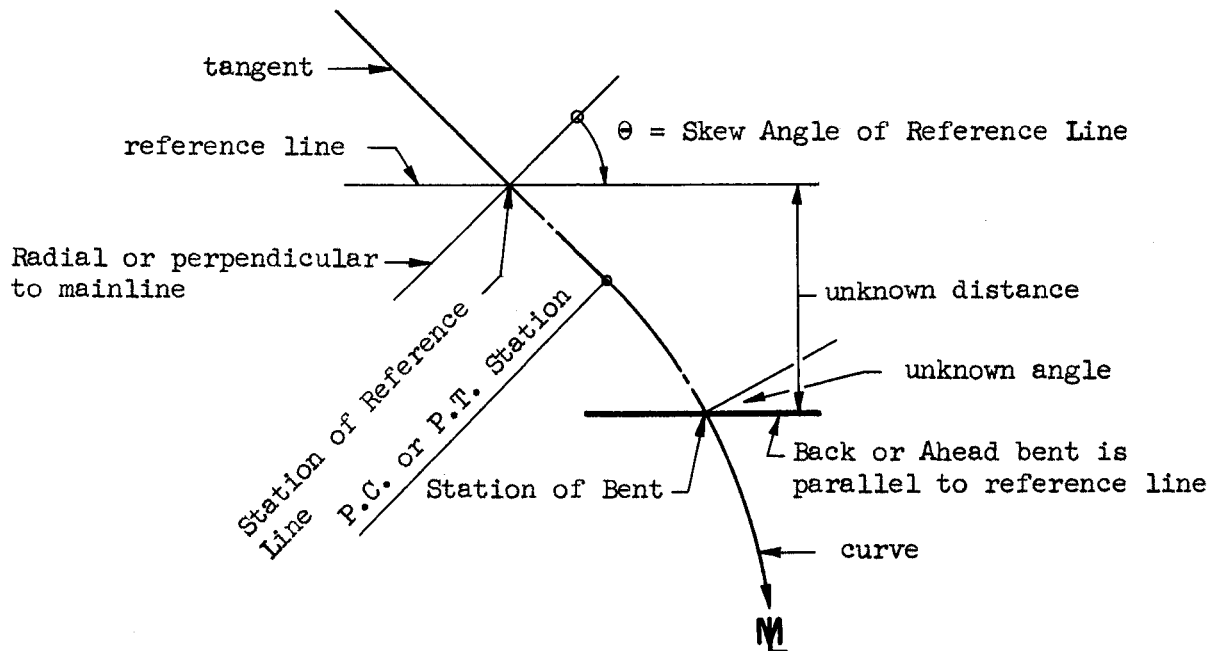 tangent
reference line
θ = Skew Angle of Reference Line
Radial or perpendicular
to mainline
Station of Reference
Line
P.C. or P.T. Station
unknown distance
unknown angle
Back or Ahead bent is
parallel to reference line
Station of Bent
curve